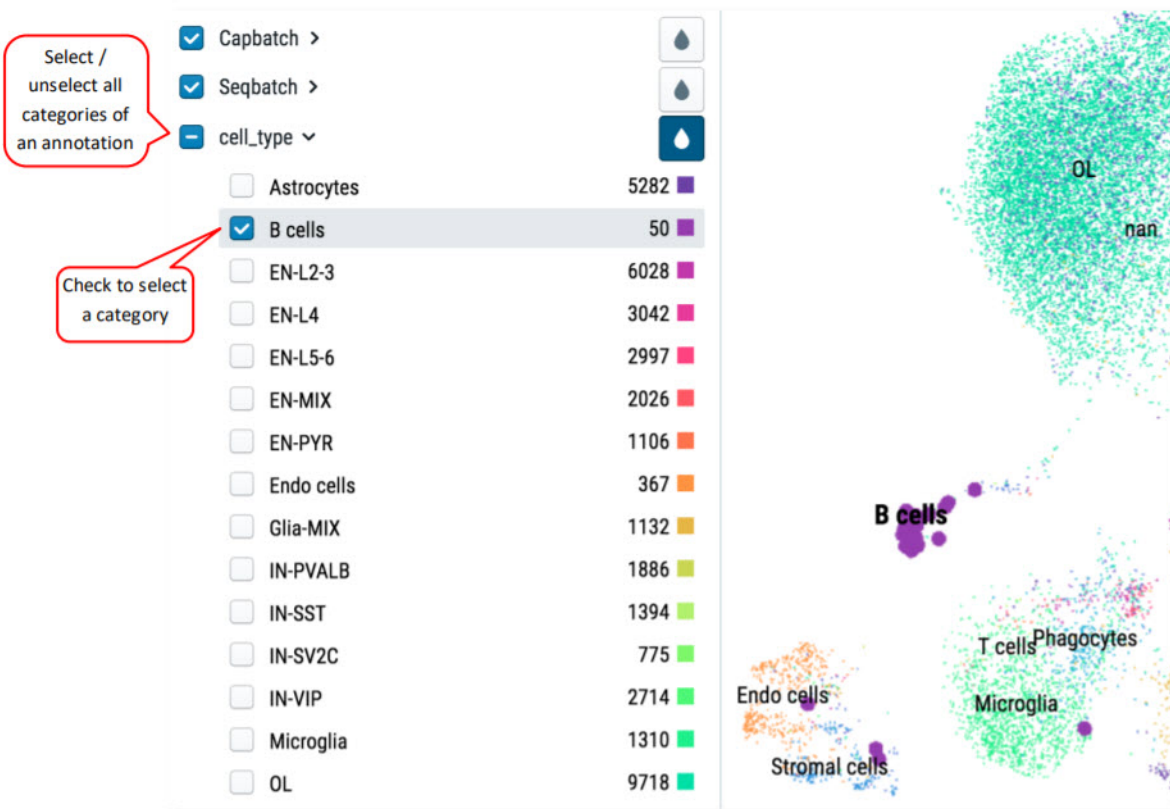 Capbatch
Select /
unselect all
categories of
an annotation
Seqbatch
cell_type
Astrocytes 5282
B cells 50
Check to select
a category
EN-L2-3 6028
EN-L4 3042
EN-L5-6 2997
EN-MIX 2026
EN-PYR 1106
Endo cells 367
Glia-MIX 1132
IN-PVALB 1886
IN-SST 1394
IN-SV2C 775
IN-VIP 2714
Microglia 1310
OL 9718
OL
nan
B cells
T cells
Phagocytes
Endo cells
Microglia
Stromal cells